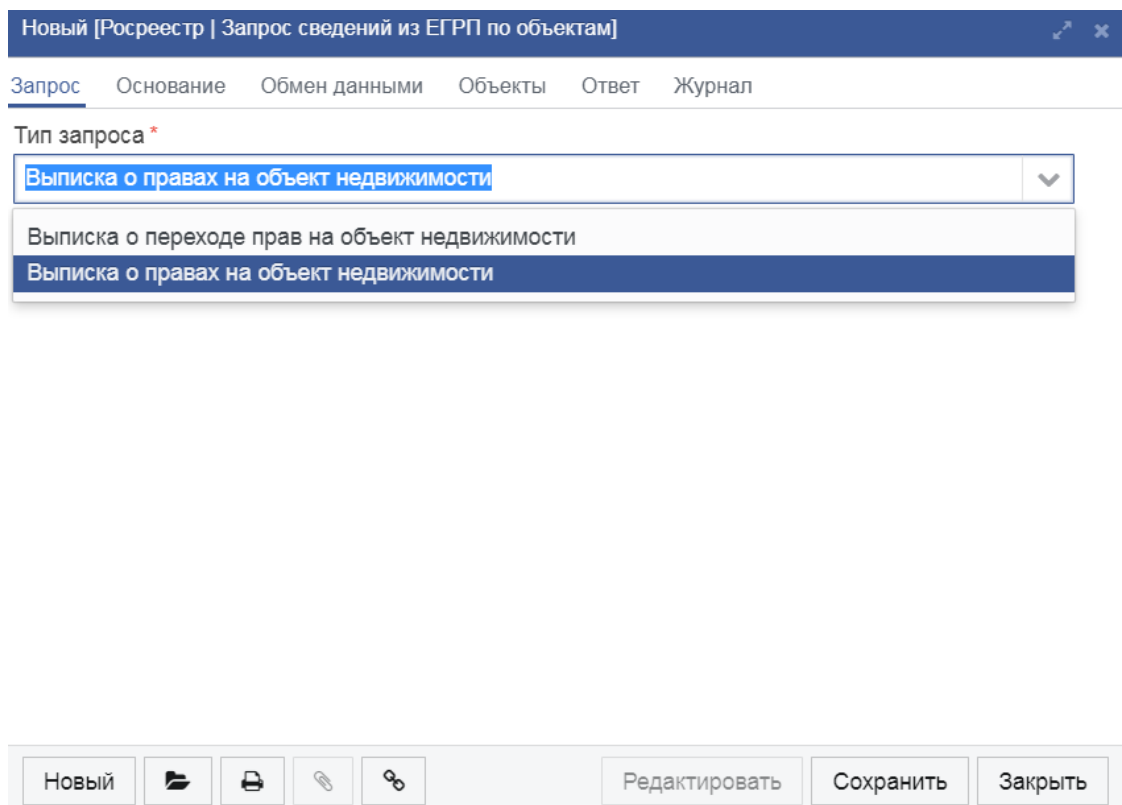 Новый [Росреестр | Запрос сведений из ЕГРП по объектам]
Запрос Основание Обмен данными Объекты Ответ Журнал
Тип запроса *
Выписка о правах на объект недвижимости
Выписка о переходе прав на объект недвижимости
Выписка о правах на объект недвижимости
Новый Редактировать Сохранить Закрыть